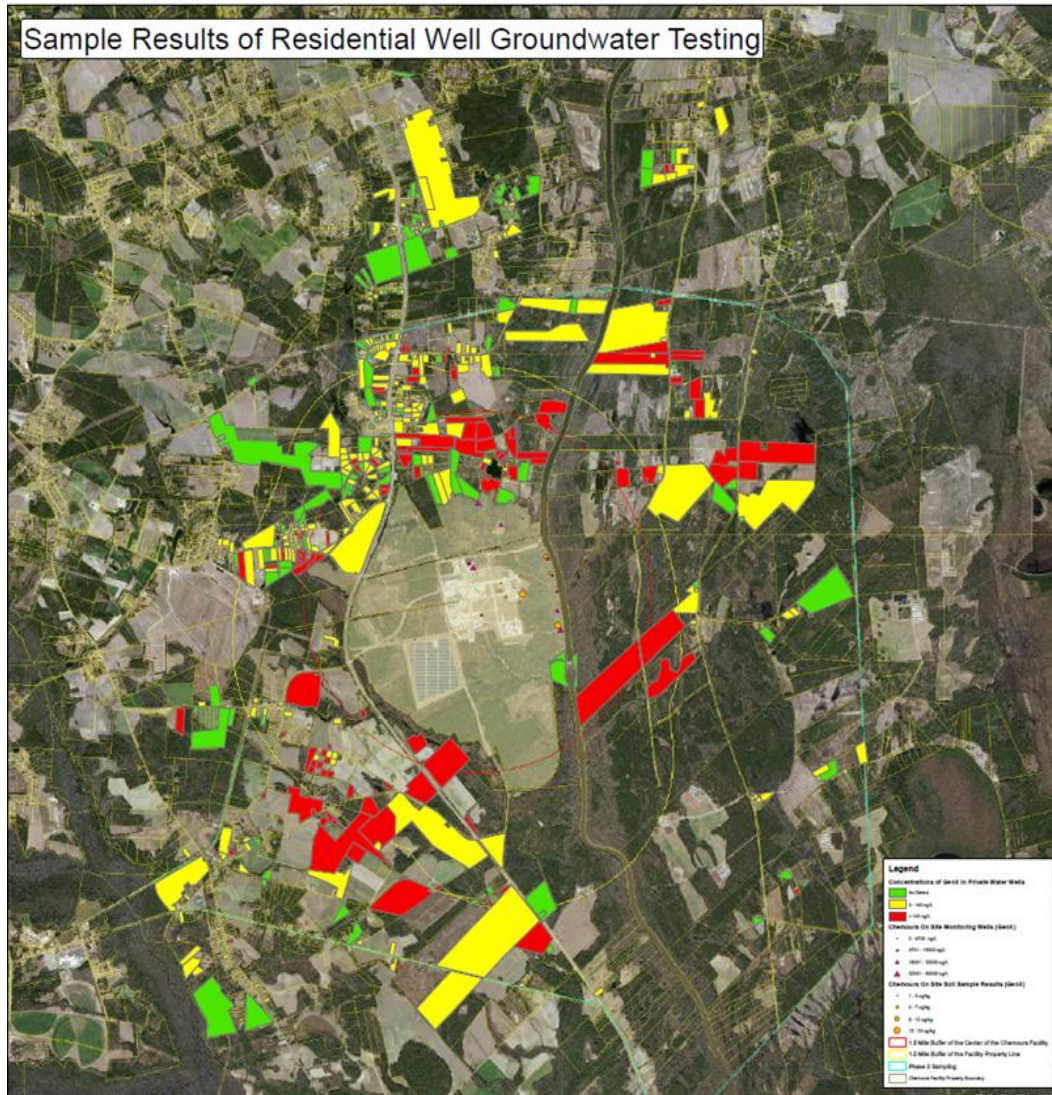 Sample Results of Residential Well Groundwater Testing
Legend
Concentrations of GenX in Private Water Wells
No Detect
> 140 ng/L
Chemours On Site Monitoring Wells (GenX)
Chemours On Site Soil Sample Results (GenX)
1.5 Mile Buffer of the Center of the Chemours Facility
1.0 Mile Buffer of the Facility Property Line
Phase 3 Sampling
Chemours Facility Property Boundary